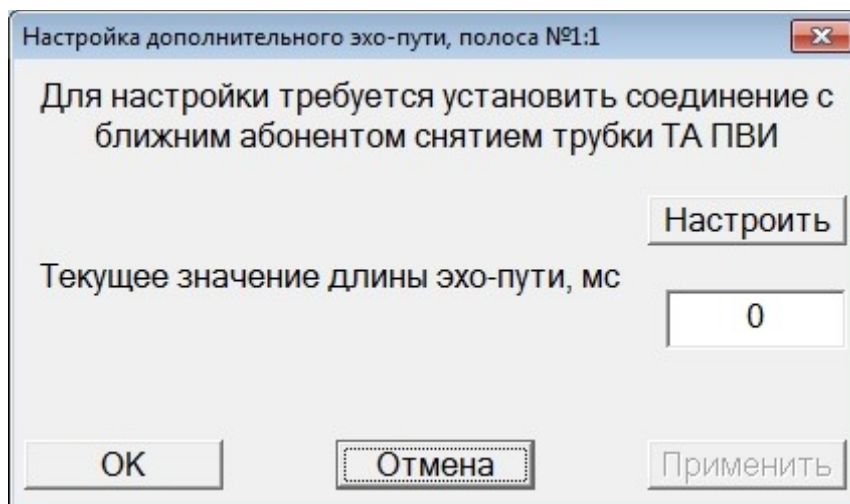 Настройка дополнительного эхо-пути, полоса №1:1
Для настройки требуется установить соединение с
ближним абонентом снятием трубки ТА ПВИ
Настроить
Текущее значение длины эхо-пути, мс
0
OK
Отмена
Применить